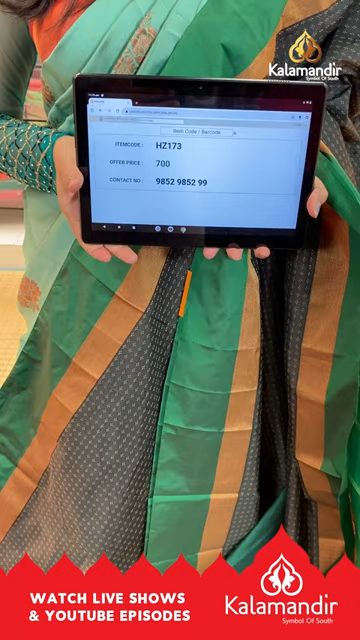 Kalamandir
Symbol Of South
Item Code / Barcode
ITEMCODE : HZ173
OFFER PRICE : 700
CONTACT NO : 9852 9852 99
WATCH LIVE SHOWS
& YOUTUBE EPISODES
Kalamandir
Symbol Of South